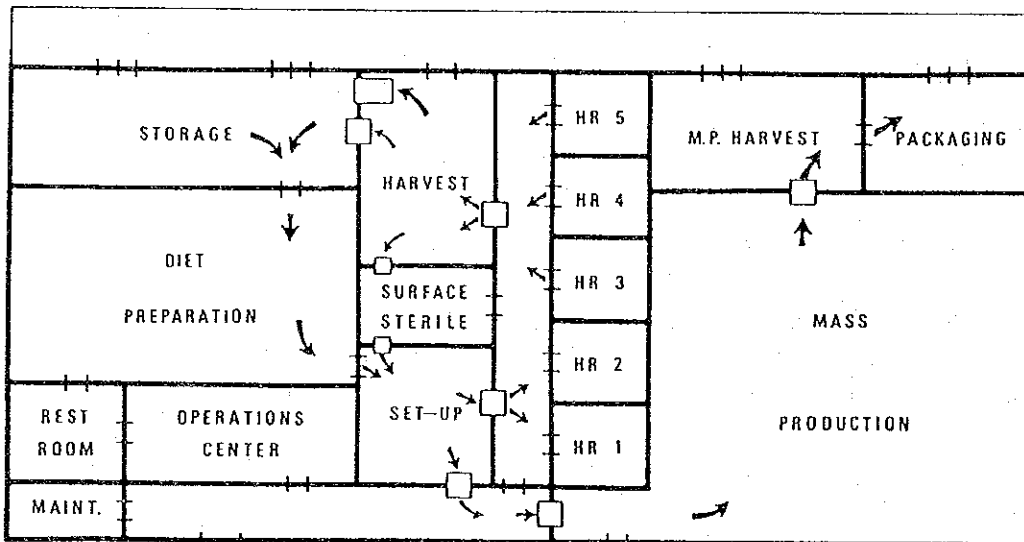 STORAGE
HARVEST
HR 5
M.P. HARVEST
PACKAGING
HR 4
DIET
PREPARATION
SURFACE
STERILE
HR 3
MASS
PRODUCTION
HR 2
REST
ROOM
OPERATIONS
CENTER
SET-UP
HR 1
MAINT.